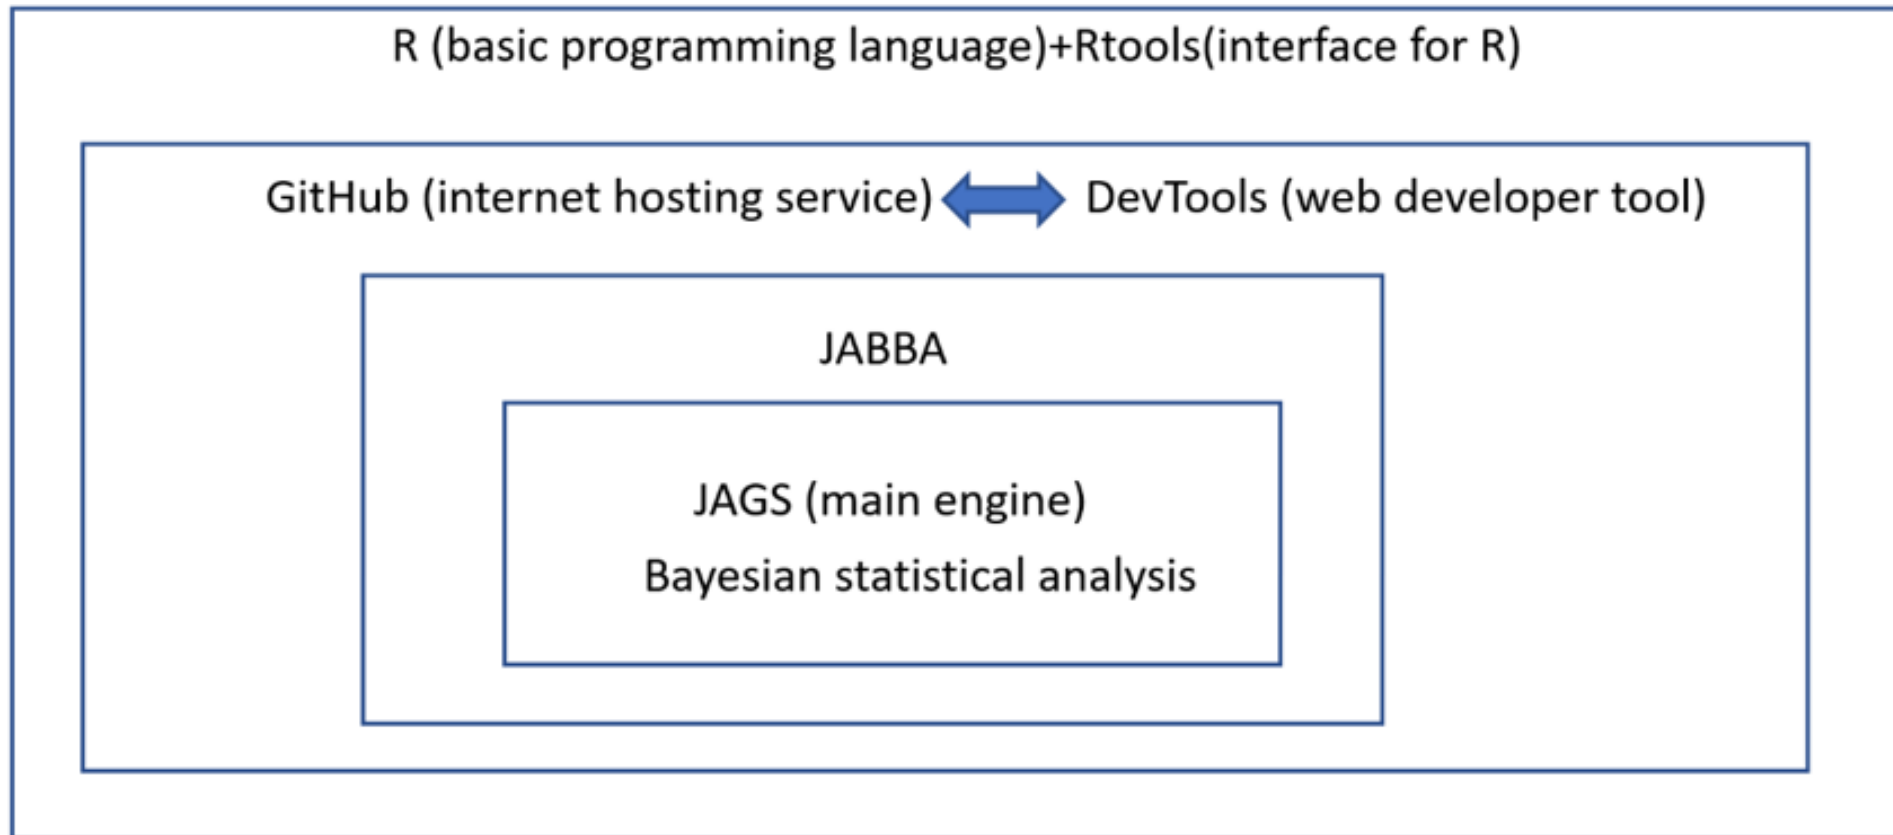 R (basic programming language)+Rtools(interface for R)
GitHub (internet hosting service) DevTools (web developer tool)
JABBA
JAGS (main engine)
Bayesian statistical analysis